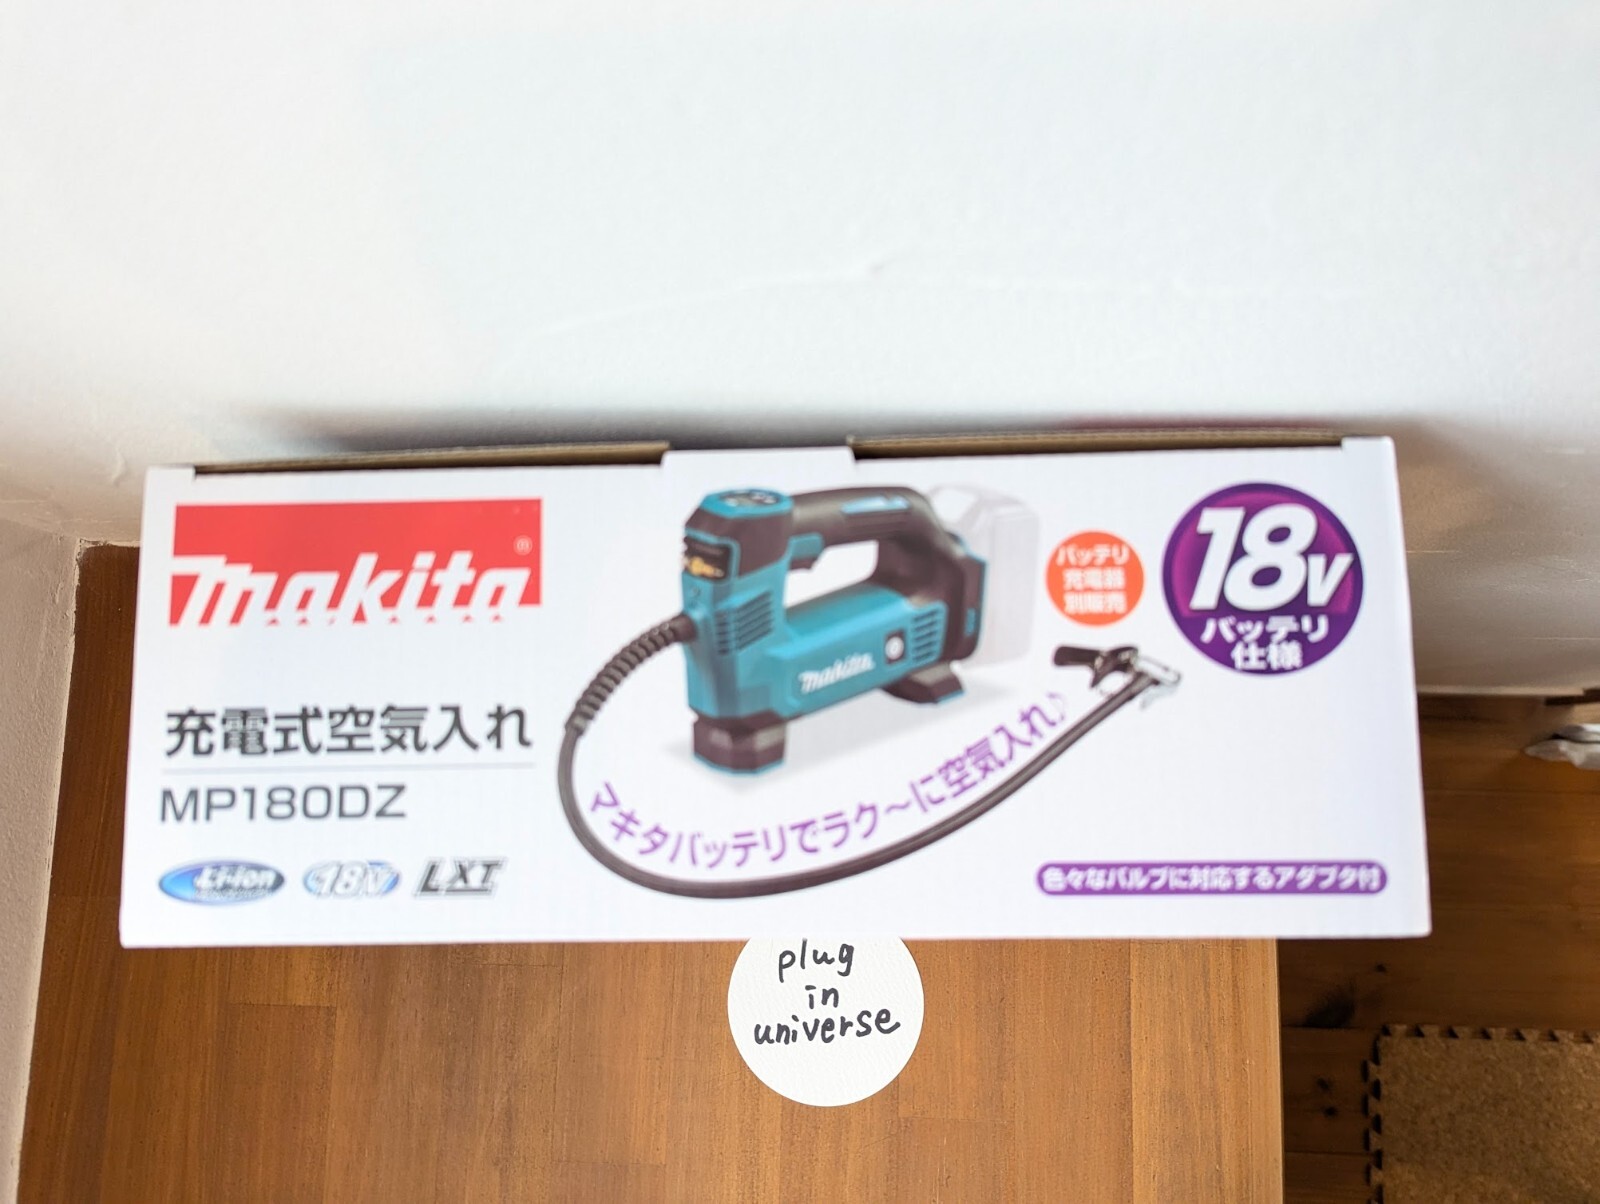 makita®
充電式空気入れ
MP180DZ
Li-ion
18V
LXT
makita
マキタバッテリでラク〜に空気入れ♪
バッテリ
充電器
別販売
18V
バッテリ
仕様
色々なバルブに対応するアダプタ付
plug
in
universe